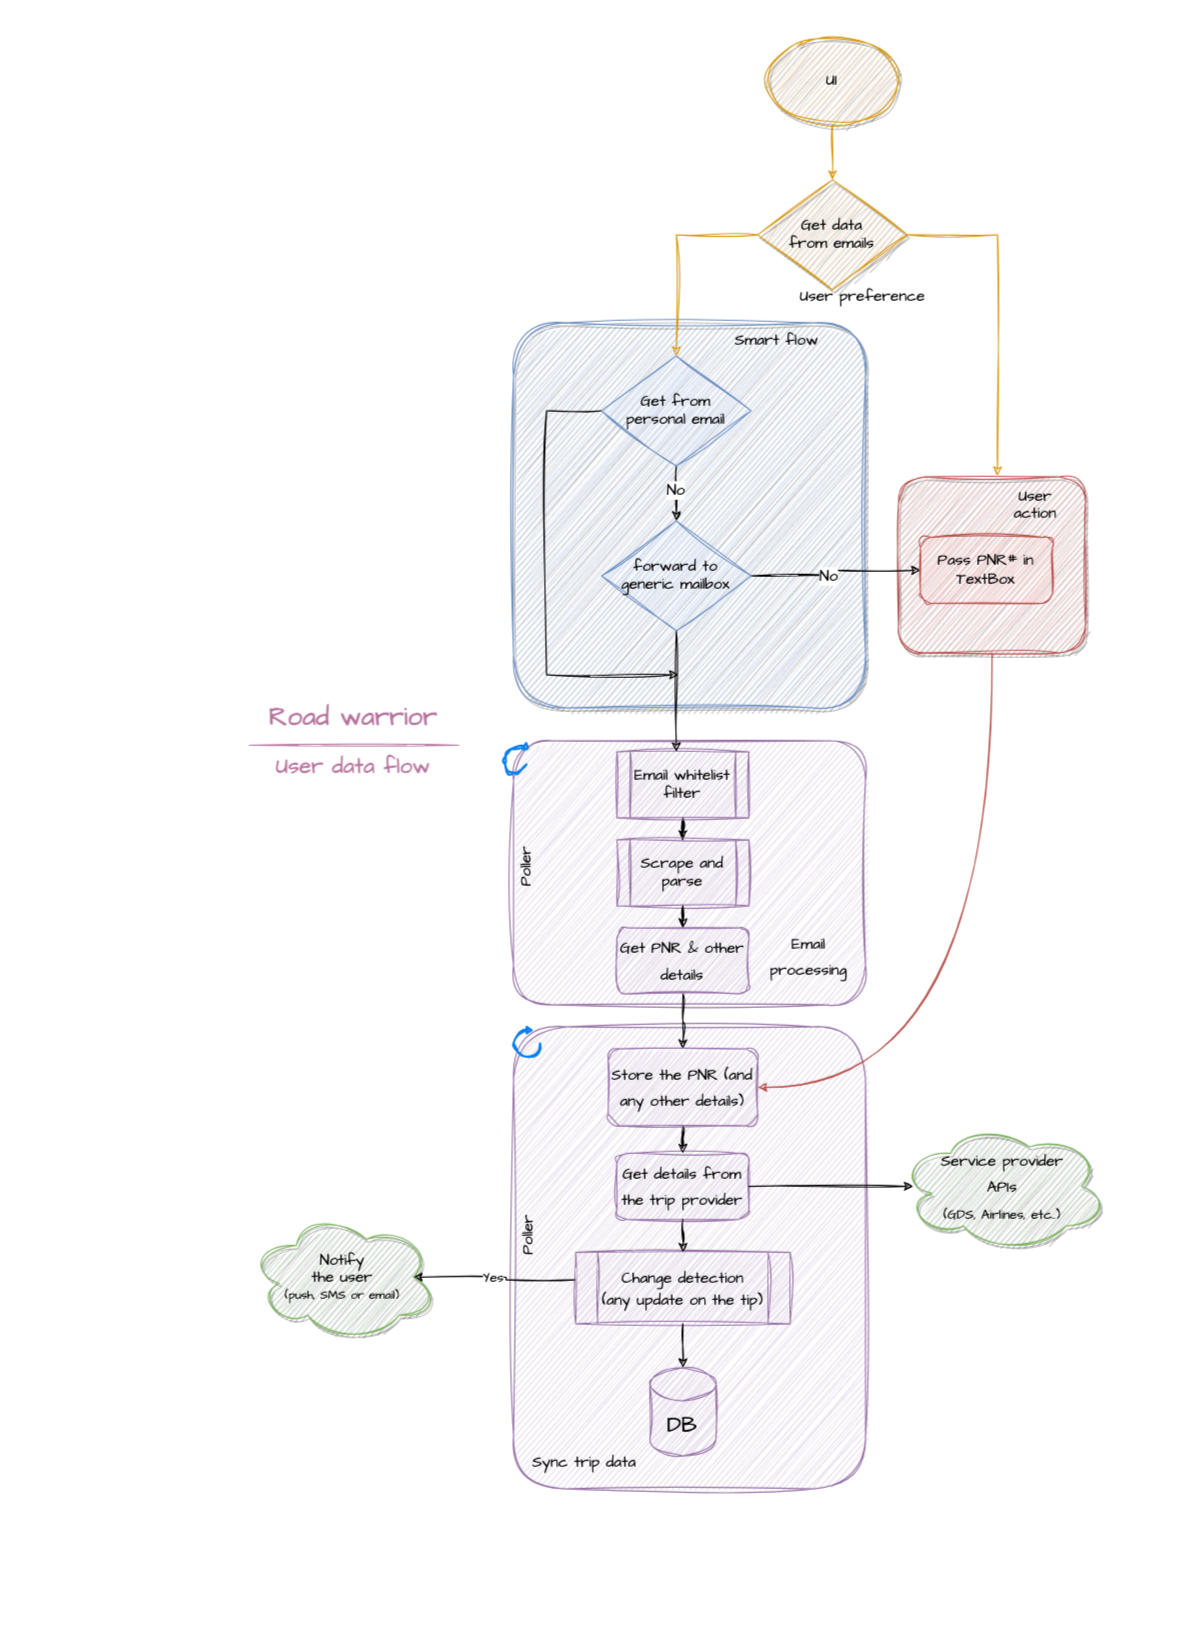 UI
Get data
from emails
User preference
Smart flow
Get from
personal email
No
forward to
generic mailbox
No
User
action
Pass PNR# in
TextBox
Road warrior
User data flow
Poller
Email whitelist
filter
Scrape and
parse
Get PNR & other
details
Email
processing
Store the PNR (and
any other details)
Get details from
the trip provider
Service provider
APIs
(GDS, Airlines, etc..)
Poller
Notify
the user
(push, SMS or email)
Yes
Change detection
(any update on the tip)
DB
Sync trip data